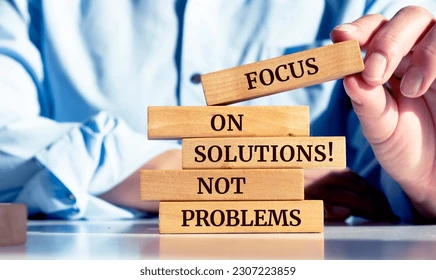 FOCUS
ON
SOLUTIONS!
NOT
PROBLEMS
shutterstock.com · 2307223859